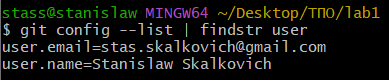 stass@stanislaw MINGW64 ~/Desktop/ТПО/lab1
$ git config --list | findstr user
user.email=stas.skalkovich@gmail.com
user.name=Stanislaw Skalkovich